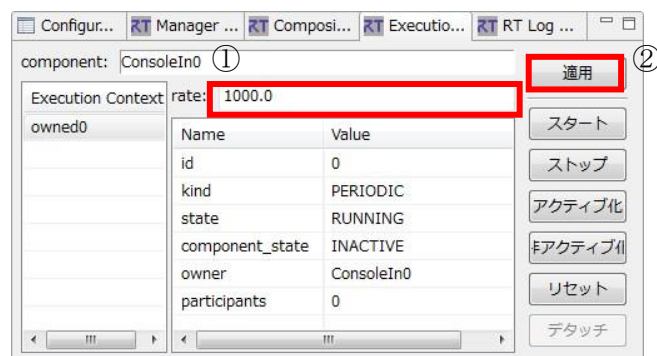 Configur... RT Manager ... RT Composi... RT Executio... RT RT Log ...
component: ConsoleIn0 ① ②
適用
Execution Context rate: 1000.0
owned0
Name Value
id 0
kind PERIODIC
state RUNNING
component_state INACTIVE
owner ConsoleIn0
participants 0
スタート
ストップ
アクティブ化
リセット
デタッチ